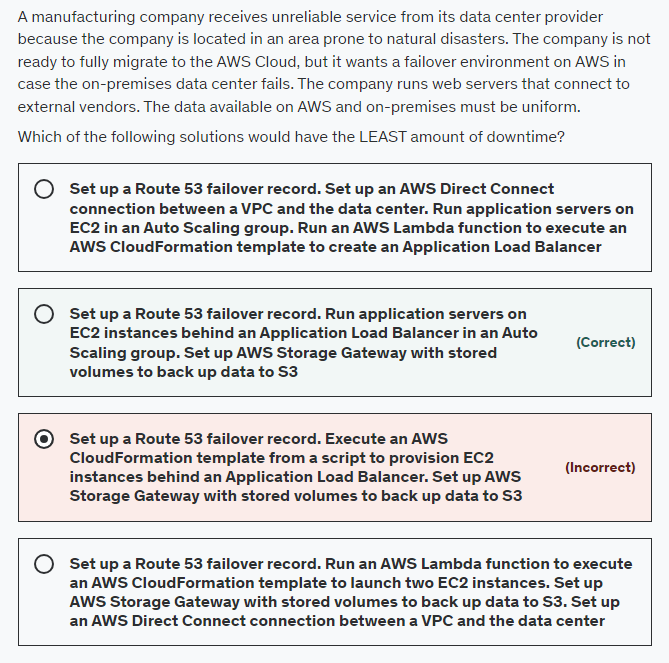 A manufacturing company receives unreliable service from its data center provider
because the company is located in an area prone to natural disasters. The company is not
ready to fully migrate to the AWS Cloud, but it wants a failover environment on AWS in
case the on-premises data center fails. The company runs web servers that connect to
external vendors. The data available on AWS and on-premises must be uniform.
Which of the following solutions would have the LEAST amount of downtime?
Set up a Route 53 failover record. Set up an AWS Direct Connect
connection between a VPC and the data center. Run application servers on
EC2 in an Auto Scaling group. Run an AWS Lambda function to execute an
AWS CloudFormation template to create an Application Load Balancer
Set up a Route 53 failover record. Run application servers on
EC2 instances behind an Application Load Balancer in an Auto
Scaling group. Set up AWS Storage Gateway with stored
volumes to back up data to S3
(Correct)
Set up a Route 53 failover record. Execute an AWS
CloudFormation template from a script to provision EC2
instances behind an Application Load Balancer. Set up AWS
Storage Gateway with stored volumes to back up data to S3
(Incorrect)
Set up a Route 53 failover record. Run an AWS Lambda function to execute
an AWS CloudFormation template to launch two EC2 instances. Set up
AWS Storage Gateway with stored volumes to back up data to S3. Set up
an AWS Direct Connect connection between a VPC and the data center